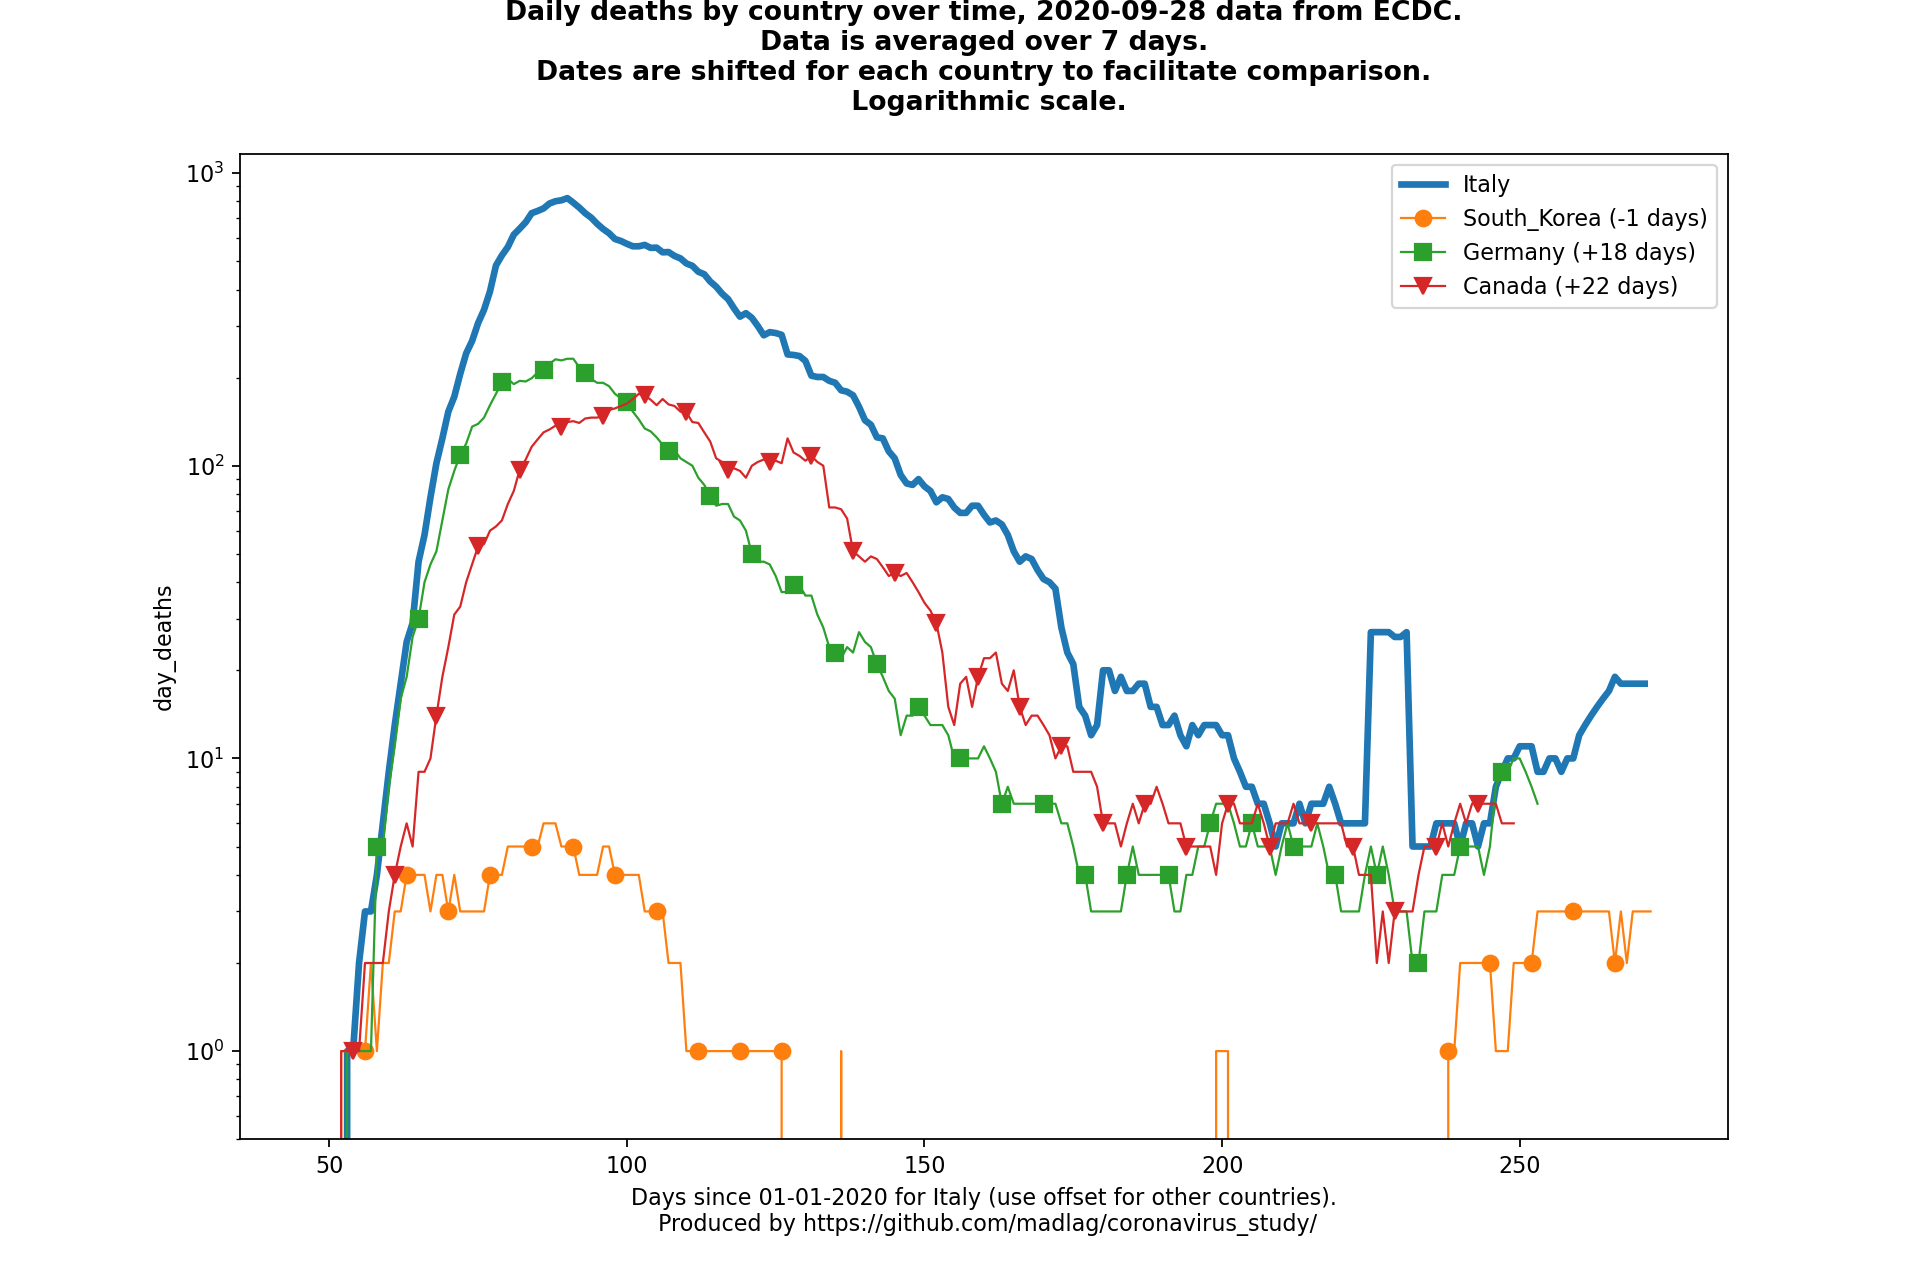 Daily deaths by country over time, 2020-09-28 data from ECDC.
Data is averaged over 7 days.
Dates are shifted for each country to facilitate comparison.
Logarithmic scale.
10³
10²
10¹
10⁰
day_deaths
Italy
South_Korea (-1 days)
Germany (+18 days)
Canada (+22 days)
50 100 150 200 250
Days since 01-01-2020 for Italy (use offset for other countries).
Produced by https://github.com/madlag/coronavirus_study/